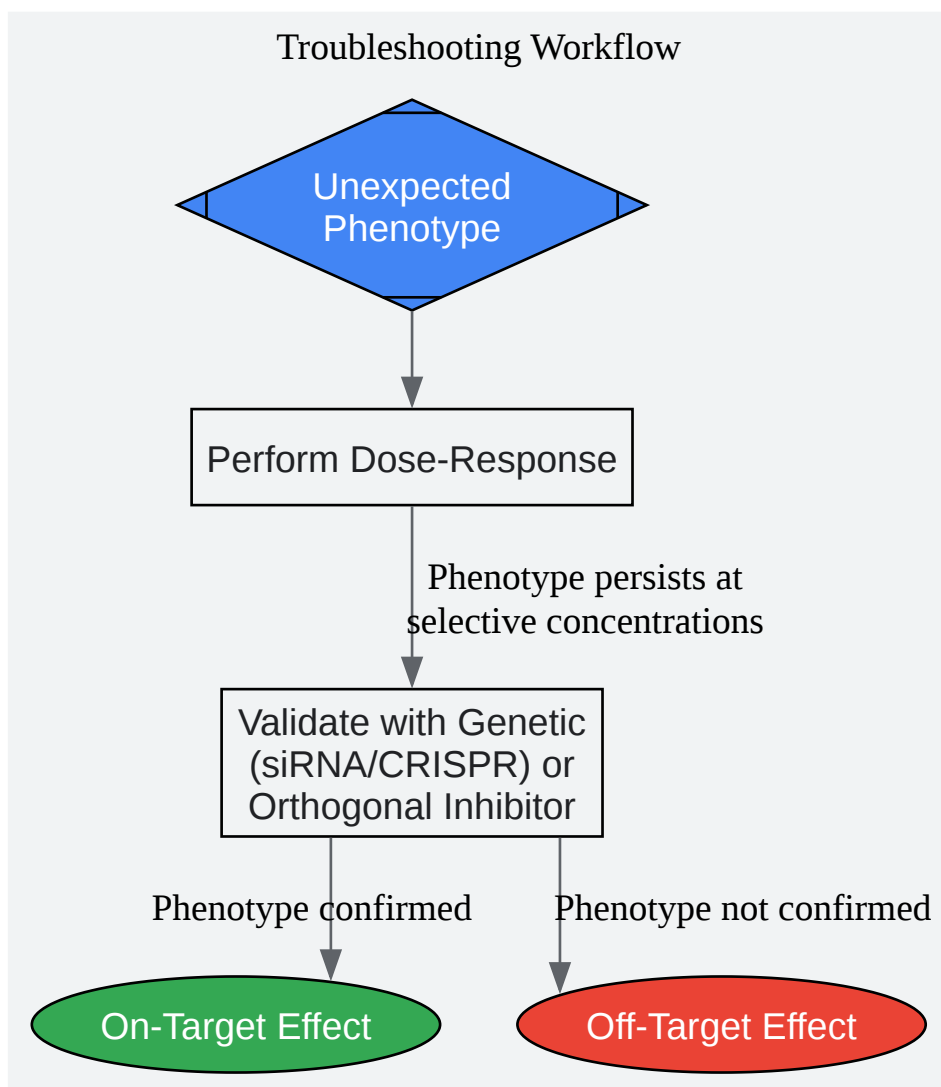 Troubleshooting Workflow
Unexpected
Phenotype
Perform Dose-Response
Phenotype persists at
selective concentrations
Validate with Genetic
(siRNA/CRISPR) or
Orthogonal Inhibitor
Phenotype confirmed
Phenotype not confirmed
On-Target Effect
Off-Target Effect